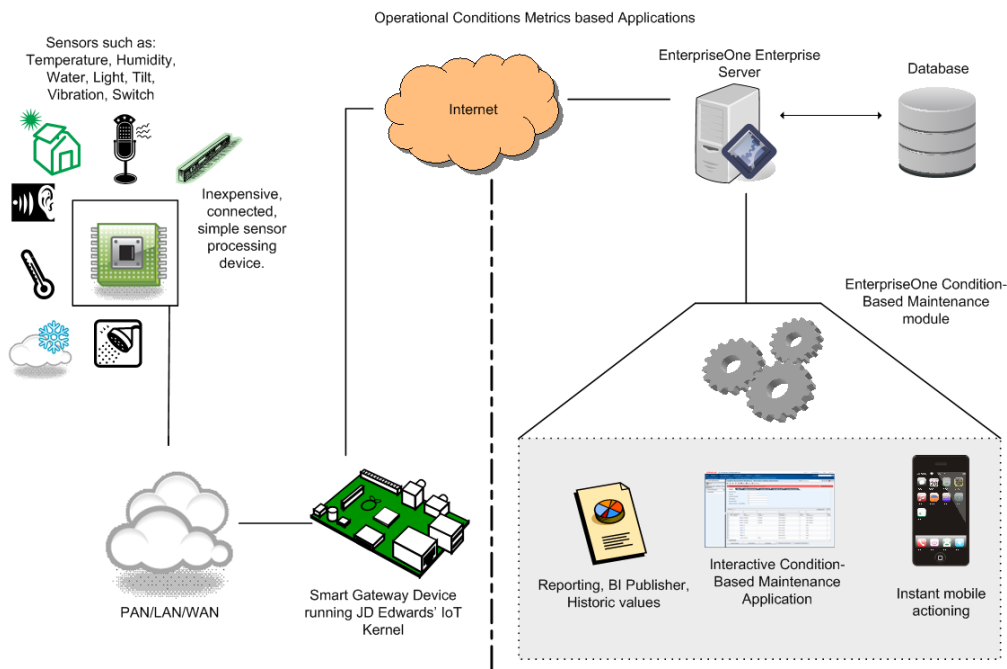 Operational Conditions Metrics based Applications
Sensors such as:
Temperature, Humidity,
Water, Light, Tilt,
Vibration, Switch
Inexpensive,
connected,
simple sensor
processing
device.
Internet
EnterpriseOne Enterprise
Server
Database
EnterpriseOne Condition-
Based Maintenance
module
PAN/LAN/WAN
Smart Gateway Device
running JD Edwards' IoT
Kernel
Reporting, BI Publisher,
Historic values
Interactive Condition-
Based Maintenance
Application
Instant mobile
actioning